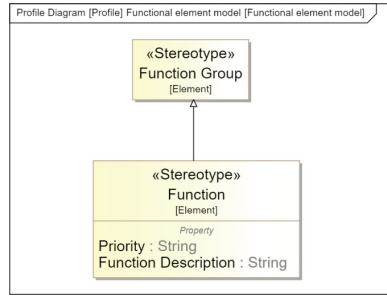 Profile Diagram [Profile] Functional element model [Functional element model]
«Stereotype»
Function Group
[Element]
«Stereotype»
Function
[Element]
Property
Priority : String
Function Description : String